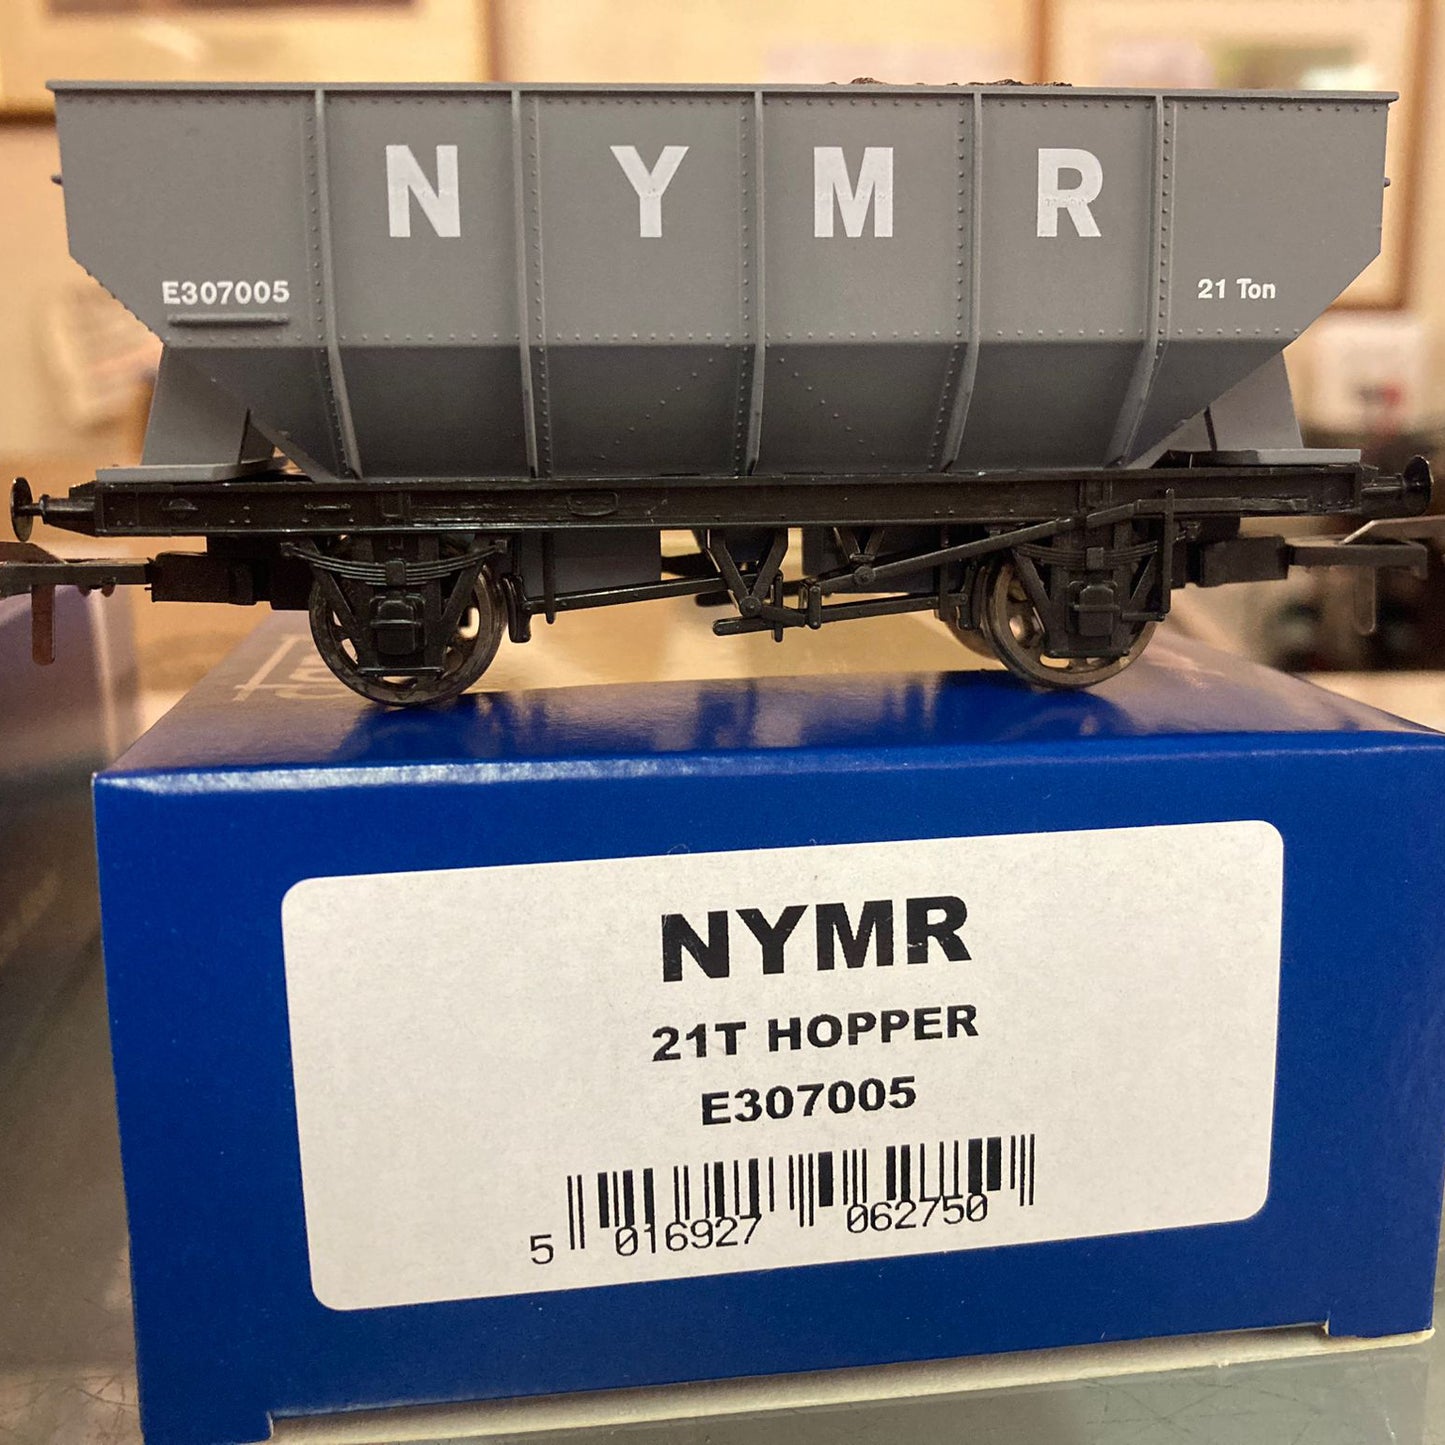 N Y M R
E307005
21 Ton
NYMR
21T HOPPER
E307005
5 016927 062750